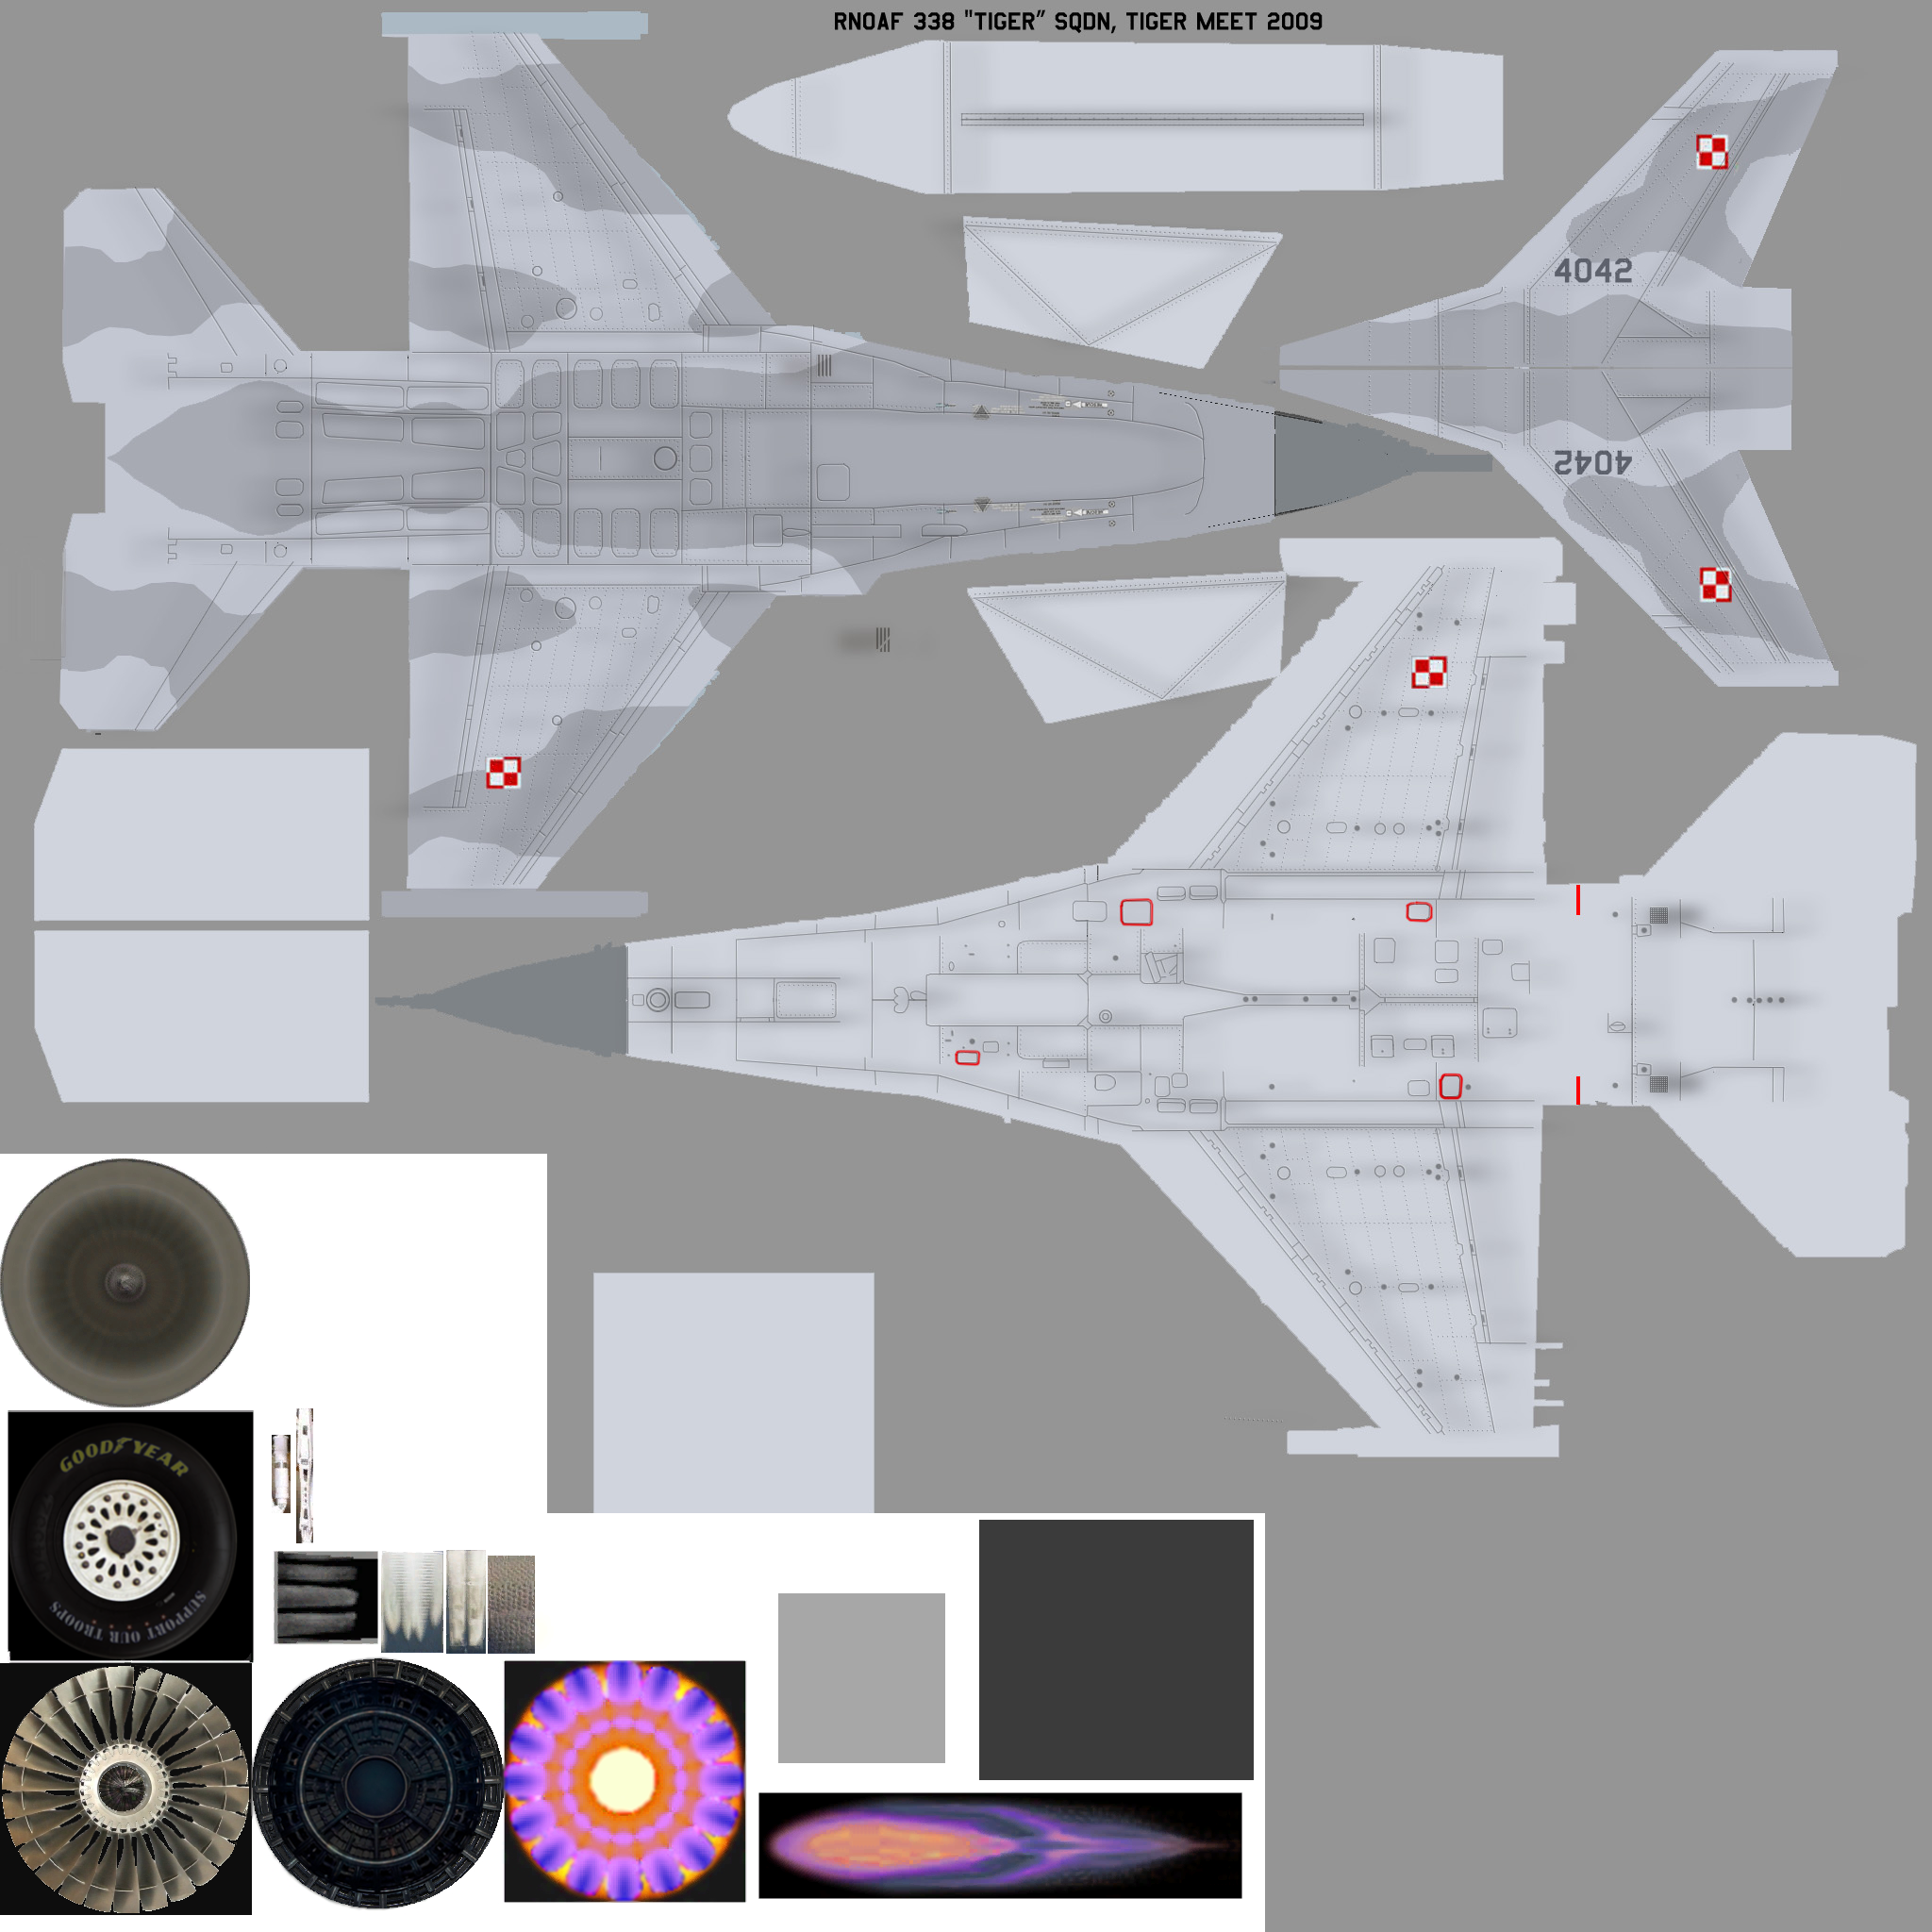 RNOAF 338 "TIGER" SQDN, TIGER MEET 2009
4042
4042
GOODYEAR
SUPPORT OUR TROOPS